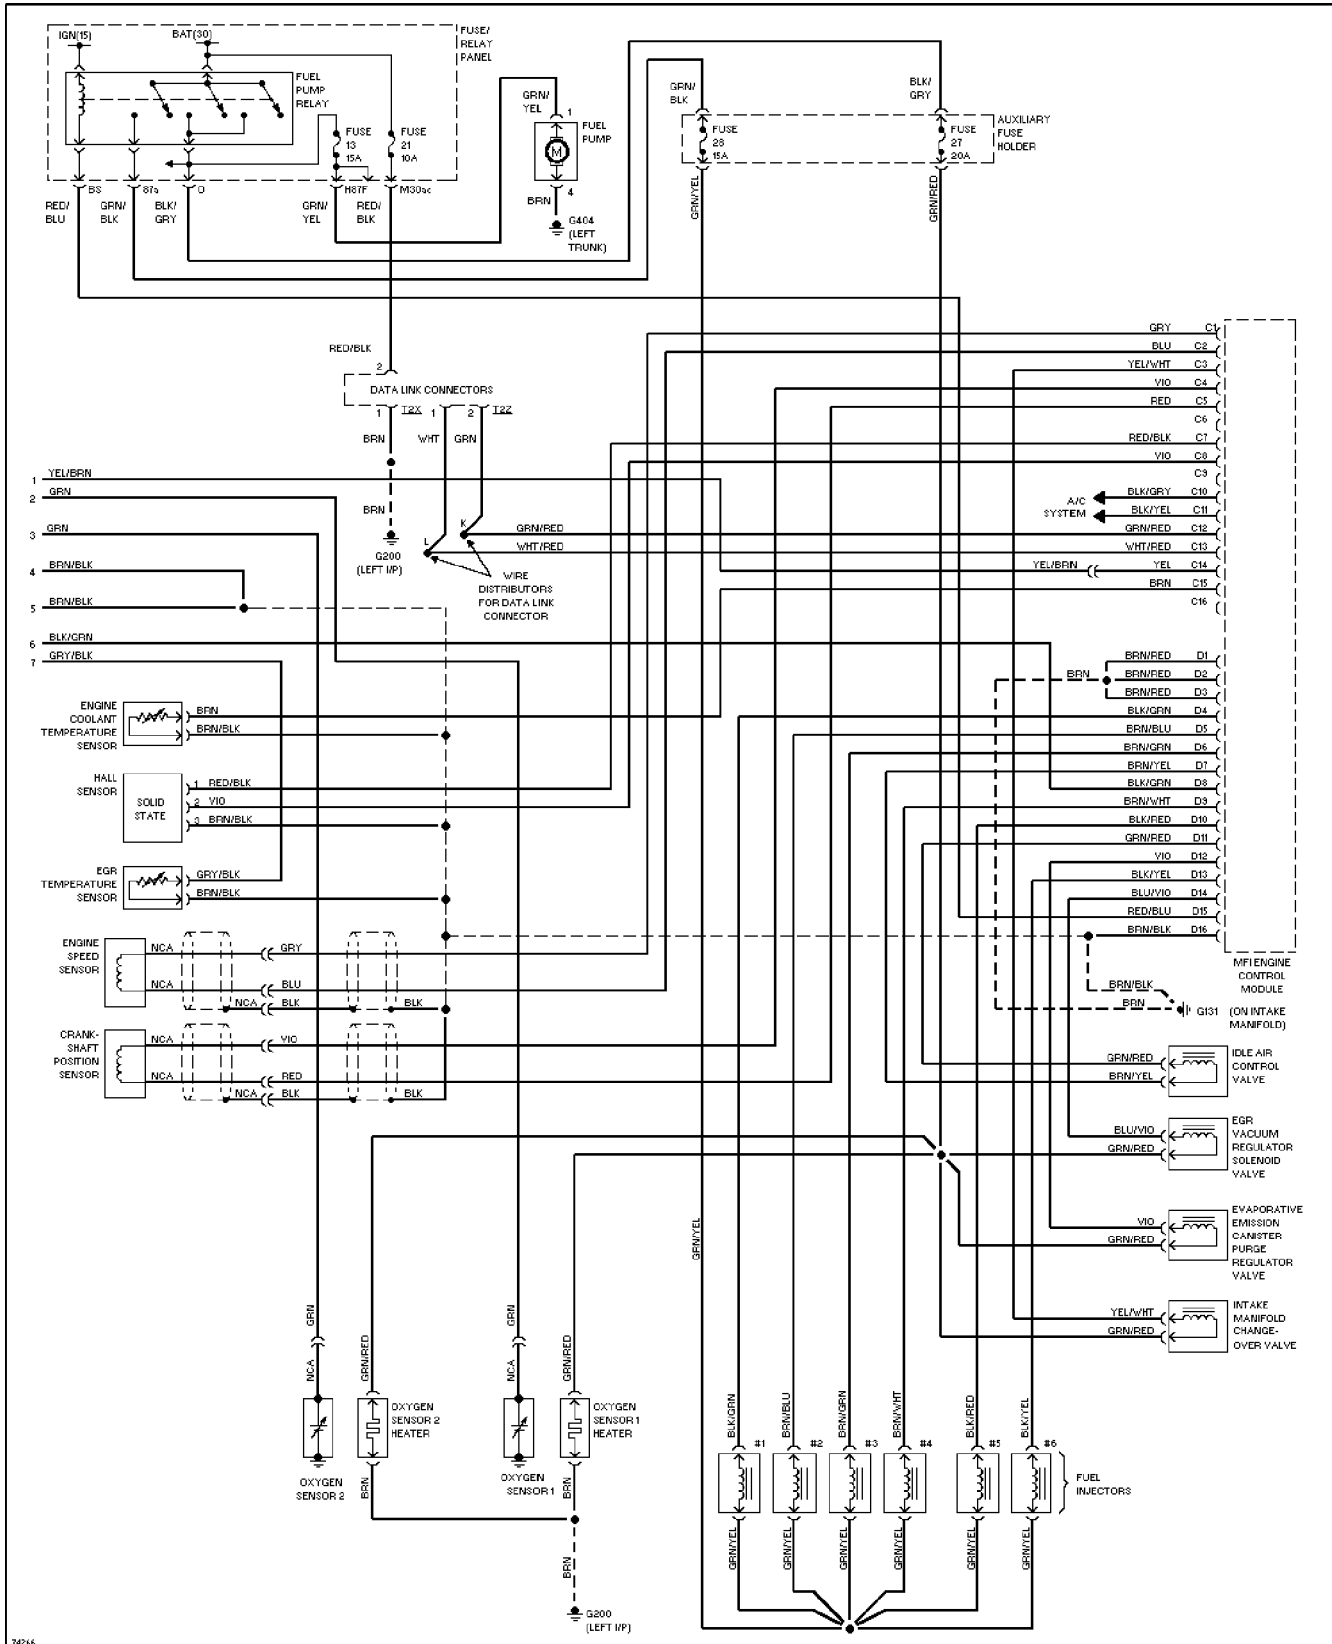 IGN(15)
BAT(30)
FUSE/
RELAY
PANEL
FUEL
PUMP
RELAY
FUSE
13
15A
FUSE
21
10A
B5
87a
D
H87F
M30ac
RED/
BLU
GRN/
BLK
BLK/
GRY
GRN/
YEL
RED/
BLK
GRN/
YEL
1
FUEL
PUMP
M
4
BRN
G404
(LEFT
TRUNK)
GRN/
BLK
BLK/
GRY
FUSE
28
15A
FUSE
27
20A
AUXILIARY
FUSE
HOLDER
GRN/YEL
GRN/RED
RED/BLK
2
DATA LINK CONNECTORS
1 T2X 1 2 T2Z
BRN
WHT
GRN
BRN
G200
(LEFT I/P)
K
L
GRN/RED
WHT/RED
WIRE
DISTRIBUTORS
FOR DATA LINK
CONNECTOR
GRY C1
BLU C2
YEL/WHT C3
VIO C4
RED C5
C6
RED/BLK C7
VIO C8
C9
A/C
SYSTEM
BLK/GRY C10
BLK/YEL C11
GRN/RED C12
WHT/RED C13
YEL/BRN YEL C14
BRN C15
C16
1 YEL/BRN
2 GRN
3 GRN
4 BRN/BLK
5 BRN/BLK
6 BLK/GRN
7 GRY/BLK
BRN
BRN/RED D1
BRN/RED D2
BRN/RED D3
BLK/GRN D4
BRN/BLU D5
BRN/GRN D6
BRN/YEL D7
BLK/GRN D8
BRN/WHT D9
BLK/RED D10
GRN/RED D11
VIO D12
BLK/YEL D13
BLU/VIO D14
RED/BLU D15
BRN/BLK D16
MFI ENGINE
CONTROL
MODULE
ENGINE
COOLANT
TEMPERATURE
SENSOR
BRN
BRN/BLK
HALL
SENSOR
SOLID
STATE
1 RED/BLK
2 VIO
3 BRN/BLK
EGR
TEMPERATURE
SENSOR
GRY/BLK
BRN/BLK
ENGINE
SPEED
SENSOR
NCA
GRY
NCA
BLU
NCA
BLK
BLK
CRANK-
SHAFT
POSITION
SENSOR
NCA
VIO
NCA
RED
NCA
BLK
BLK
BRN/BLK
BRN
G131
(ON INTAKE
MANIFOLD)
GRN/RED
BRN/YEL
IDLE AIR
CONTROL
VALVE
BLU/VIO
GRN/RED
EGR
VACUUM
REGULATOR
SOLENOID
VALVE
VIO
GRN/RED
EVAPORATIVE
EMISSION
CANISTER
PURGE
REGULATOR
VALVE
YEL/WHT
GRN/RED
INTAKE
MANIFOLD
CHANGE-
OVER VALVE
GRN/YEL
GRN
NCA
OXYGEN
SENSOR 2
GRN/RED
OXYGEN
SENSOR 2
HEATER
BRN
GRN
NCA
OXYGEN
SENSOR 1
GRN/RED
OXYGEN
SENSOR 1
HEATER
BRN
BRN
G200
(LEFT I/P)
BLK/GRN
BRN/BLU
BRN/GRN
BRN/WHT
BLK/RED
BLK/YEL
#1
#2
#3
#4
#5
#6
FUEL
INJECTORS
GRN/YEL
GRN/YEL
GRN/YEL
GRN/YEL
GRN/YEL
GRN/YEL
74266